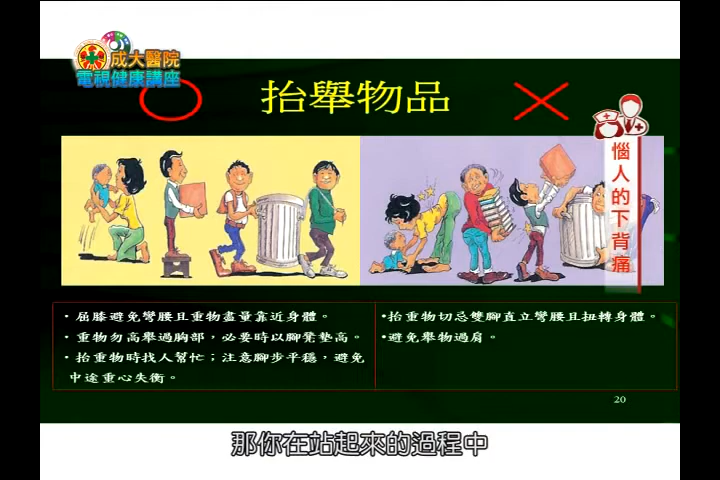 成大醫院
電視健康講座
抬舉物品
惱人的下背痛
•屈膝避免彎腰且重物盡量靠近身體。
•重物勿高舉過胸部，必要時以腳凳墊高。
•抬重物時找人幫忙；注意腳步平穩，避免
中途重心失衡。
•抬重物切忌雙腳直立彎腰且扭轉身體。
•避免舉物過肩。
20
那你在站起來的過程中